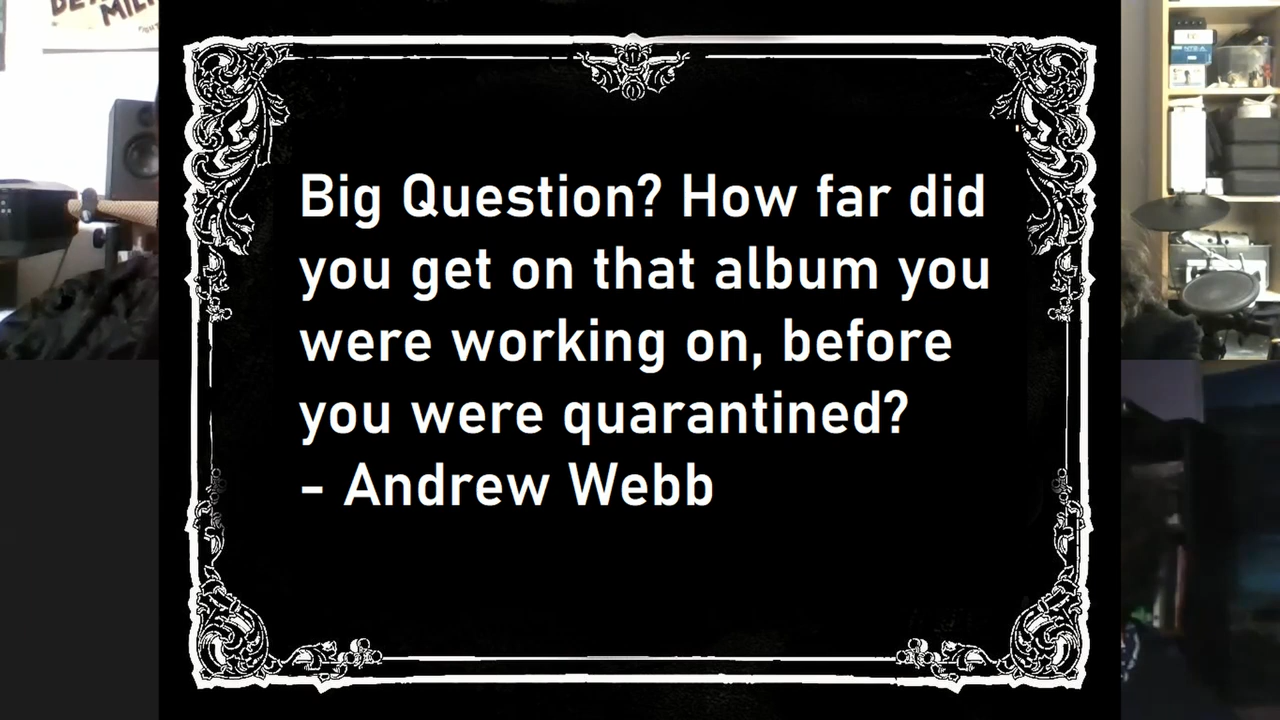 Big Question? How far did
you get on that album you
were working on, before
you were quarantined?
- Andrew Webb